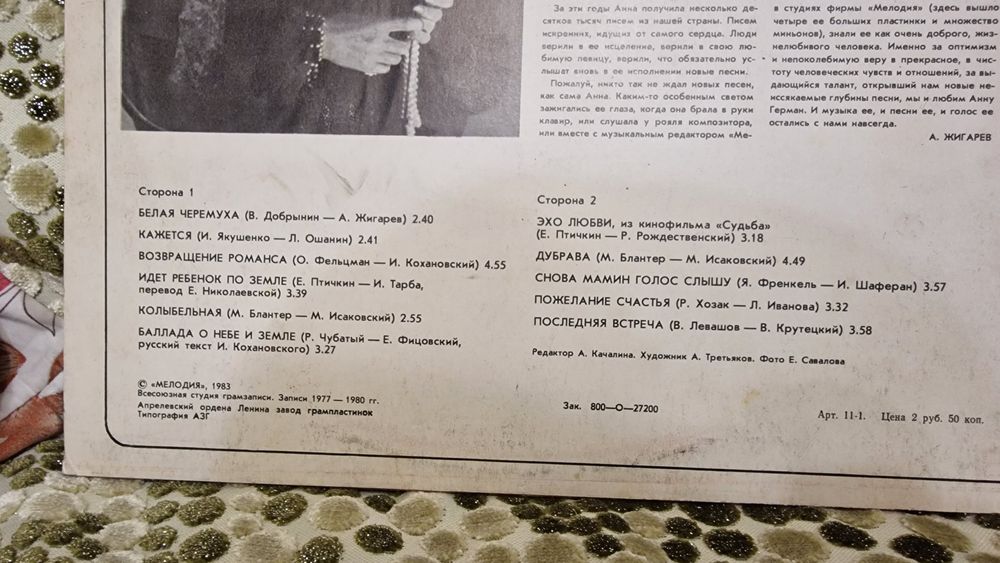 За эти годы Анна получила несколько де-
сятков тысяч писем из нашей страны. Писем
искренних, идущих от самого сердца. Люди
верили в ее исцеление, верили в свою лю-
бимую певицу, верили, что обязательно ус-
лышат вновь в ее исполнении новые песни.
Пожалуй, никто так не ждал новых песен,
как сама Анна. Каким-то особенным светом
зажигались ее глаза, когда она брала в руки
клавир, или слушала у рояля композитора,
или вместе с музыкальным редактором «Ме-
в студиях фирмы «Мелодия» (здесь вышло
четыре ее больших пластинки и множество
миньонов), знали ее как очень доброго, жиз-
нелюбивого человека. Именно за оптимизм
и непоколебимую веру в прекрасное, в чис-
тоту человеческих чувств и отношений, за вы-
дающийся талант, открывший нам новые не-
иссякаемые глубины песни, мы и любим Анну
Герман. И музыка ее, и песни ее, и голос ее
остались с нами навсегда.
А. ЖИГАРЕВ
Сторона 1
БЕЛАЯ ЧЕРЕМУХА (В. Добрынин — А. Жигарев) 2.40
КАЖЕТСЯ (И. Якушенко — Л. Ошанин) 2.41
ВОЗВРАЩЕНИЕ РОМАНСА (О. Фельцман — И. Кохановский) 4.55
ИДЕТ РЕБЕНОК ПО ЗЕМЛЕ (Е. Птичкин — И. Тарба,
перевод Е. Николаевской) 3.39
КОЛЫБЕЛЬНАЯ (М. Блантер — М. Исаковский) 2.55
БАЛЛАДА О НЕБЕ И ЗЕМЛЕ (Р. Чубатый — Е. Фицовский,
русский текст И. Кохановского) 3.27
Сторона 2
ЭХО ЛЮБВИ, из кинофильма «Судьба»
(Е. Птичкин — Р. Рождественский) 3.18
ДУБРАВА (М. Блантер — М. Исаковский) 4.49
СНОВА МАМИН ГОЛОС СЛЫШУ (Я. Френкель — И. Шаферан) 3.57
ПОЖЕЛАНИЕ СЧАСТЬЯ (Р. Хозак — Л. Иванова) 3.32
ПОСЛЕДНЯЯ ВСТРЕЧА (В. Левашов — В. Крутецкий) 3.58
Редактор А. Качалина. Художник А. Третьяков. Фото Е. Савалова
© «МЕЛОДИЯ», 1983
Всесоюзная студия грамзаписи. Записи 1977 — 1980 гг.
Апрелевский ордена Ленина завод грампластинок
Типография АЗГ
Зак. 800—О—27200
Арт. 11-1. Цена 2 руб. 50 коп.